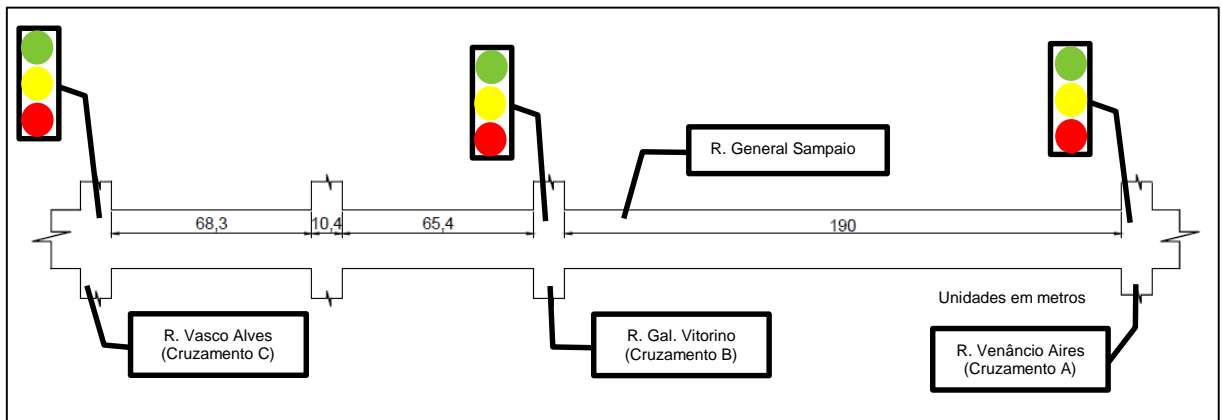 R. General Sampaio
68,3
10,4
65,4
190
Unidades em metros
R. Vasco Alves
(Cruzamento C)
R. Gal. Vitorino
(Cruzamento B)
R. Venâncio Aires
(Cruzamento A)